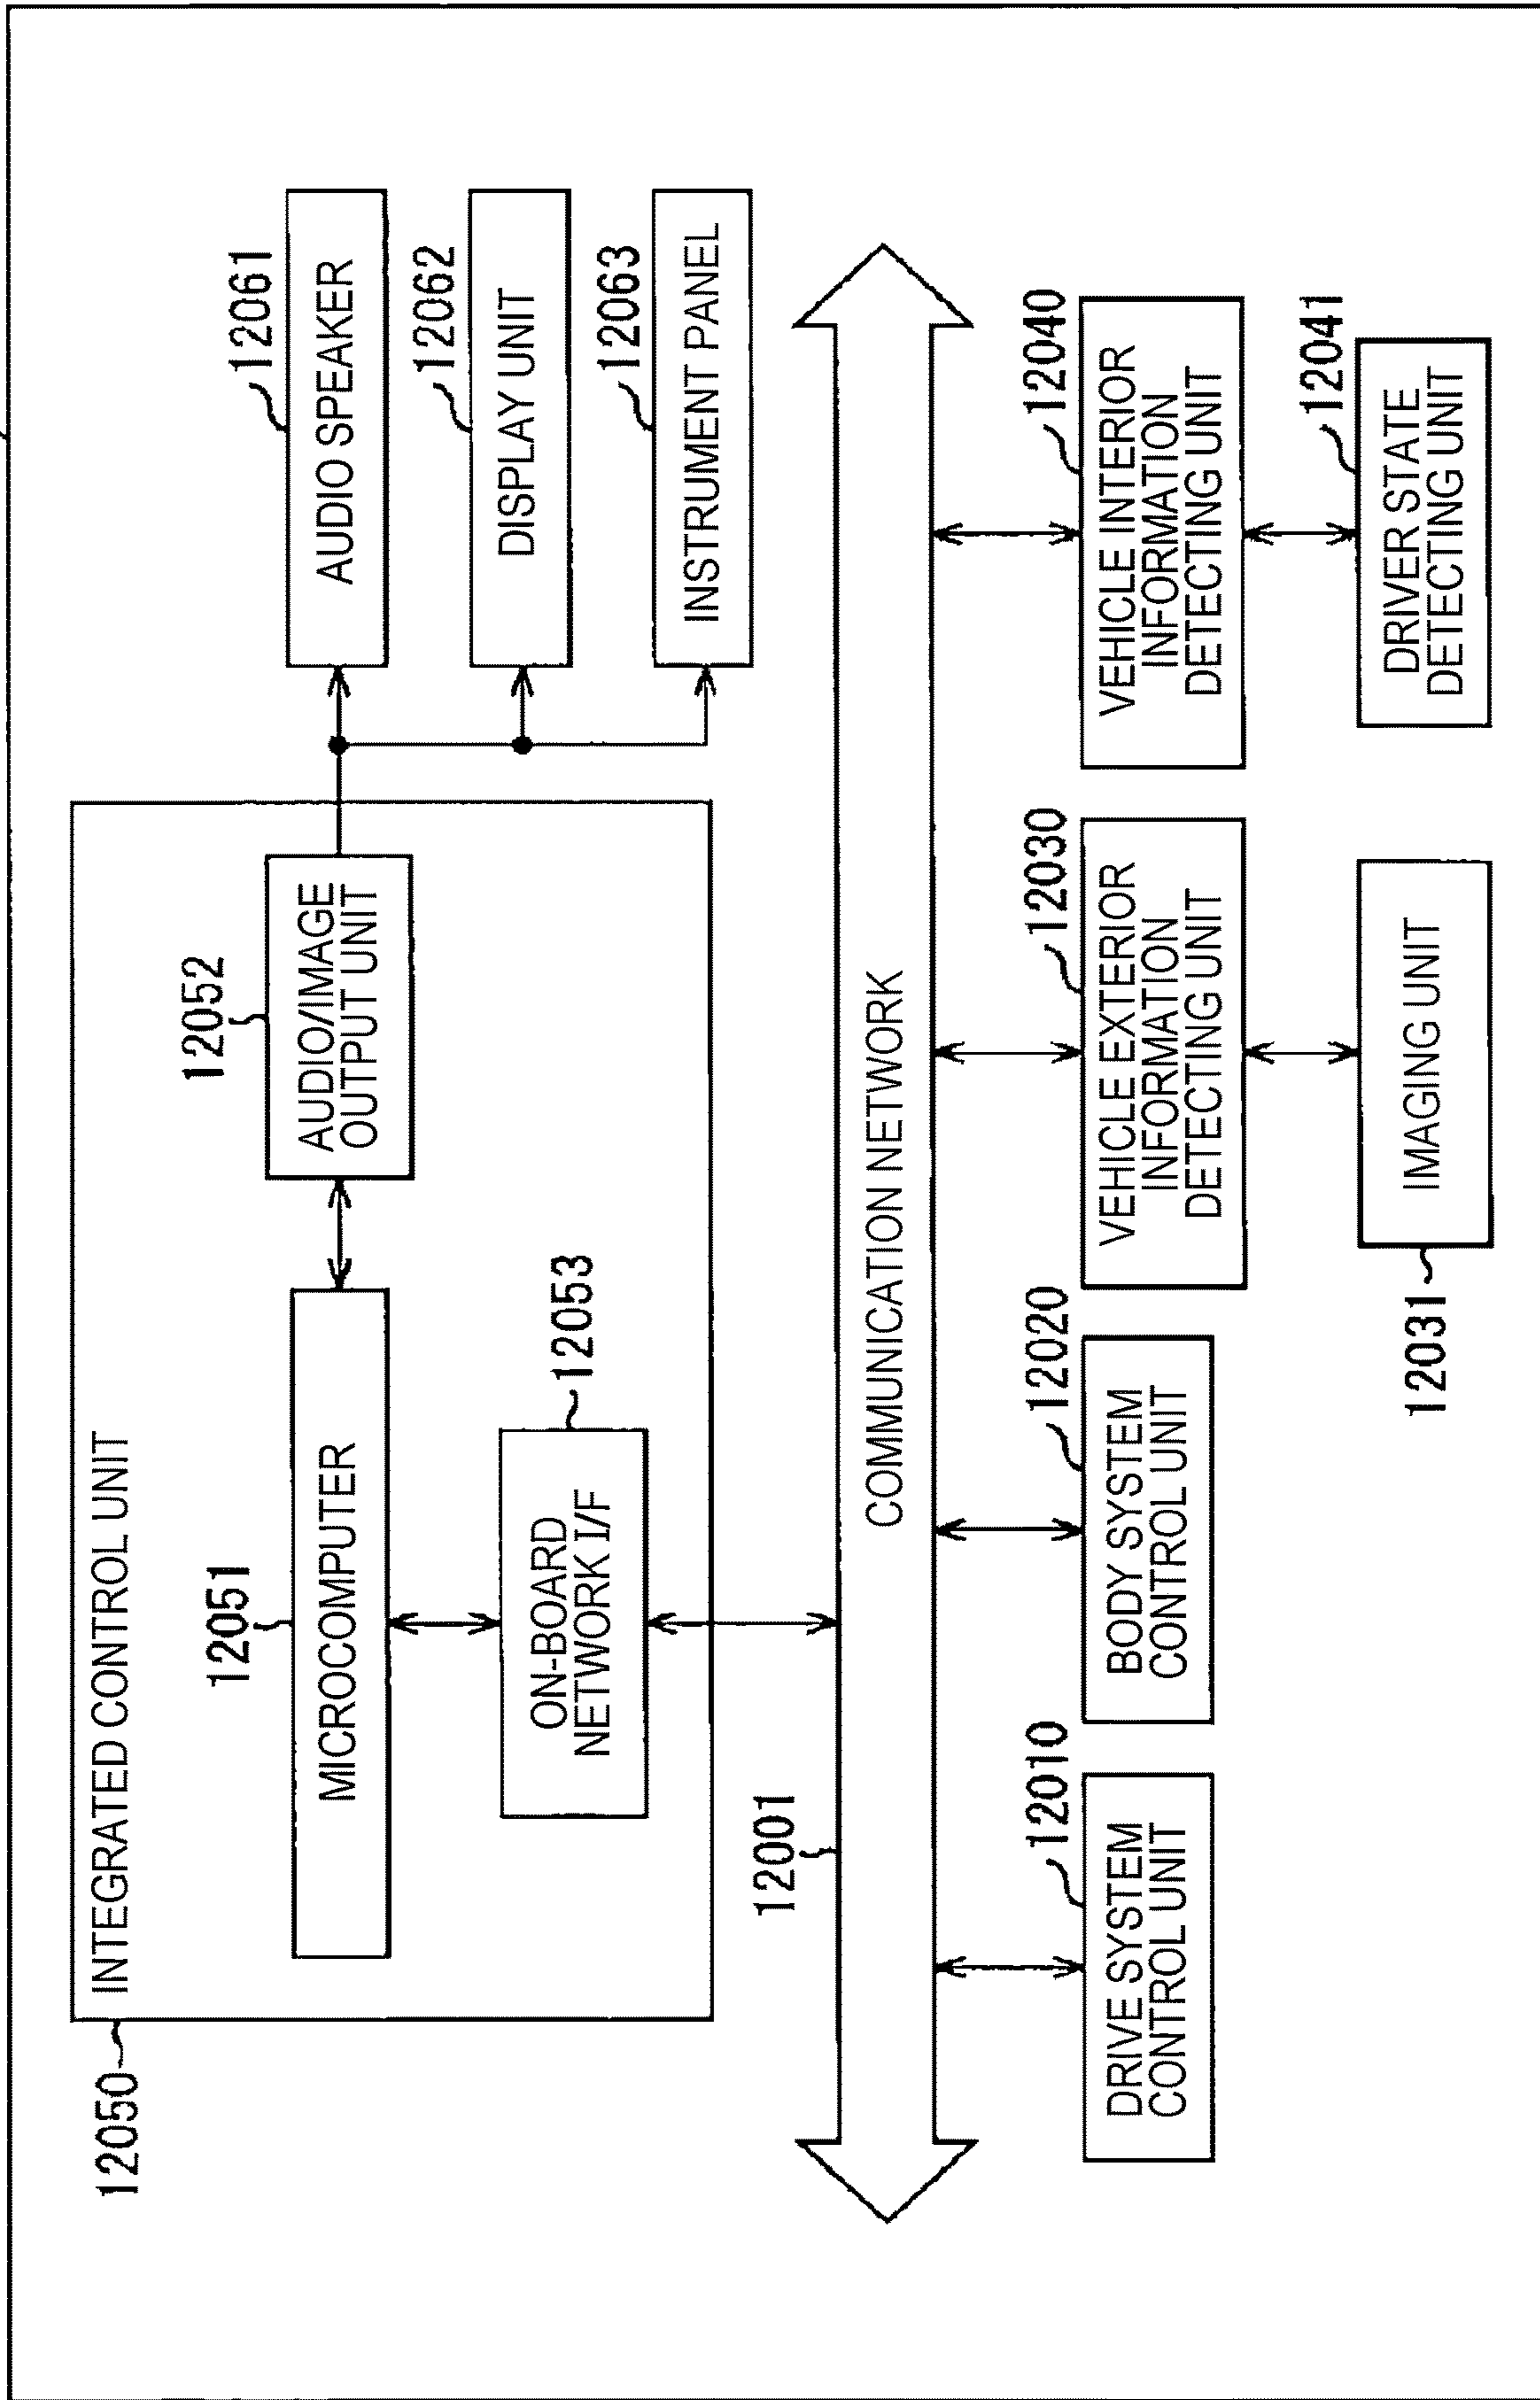 12050
INTEGRATED CONTROL UNIT
12051
MICROCOMPUTER
12052
AUDIO/IMAGE
OUTPUT UNIT
12053
ON-BOARD
NETWORK I/F
12061
AUDIO SPEAKER
12062
DISPLAY UNIT
12063
INSTRUMENT PANEL
12001
COMMUNICATION NETWORK
12010
DRIVE SYSTEM
CONTROL UNIT
12020
BODY SYSTEM
CONTROL UNIT
12030
VEHICLE EXTERIOR
INFORMATION
DETECTING UNIT
12040
VEHICLE INTERIOR
INFORMATION
DETECTING UNIT
12031
IMAGING UNIT
12041
DRIVER STATE
DETECTING UNIT